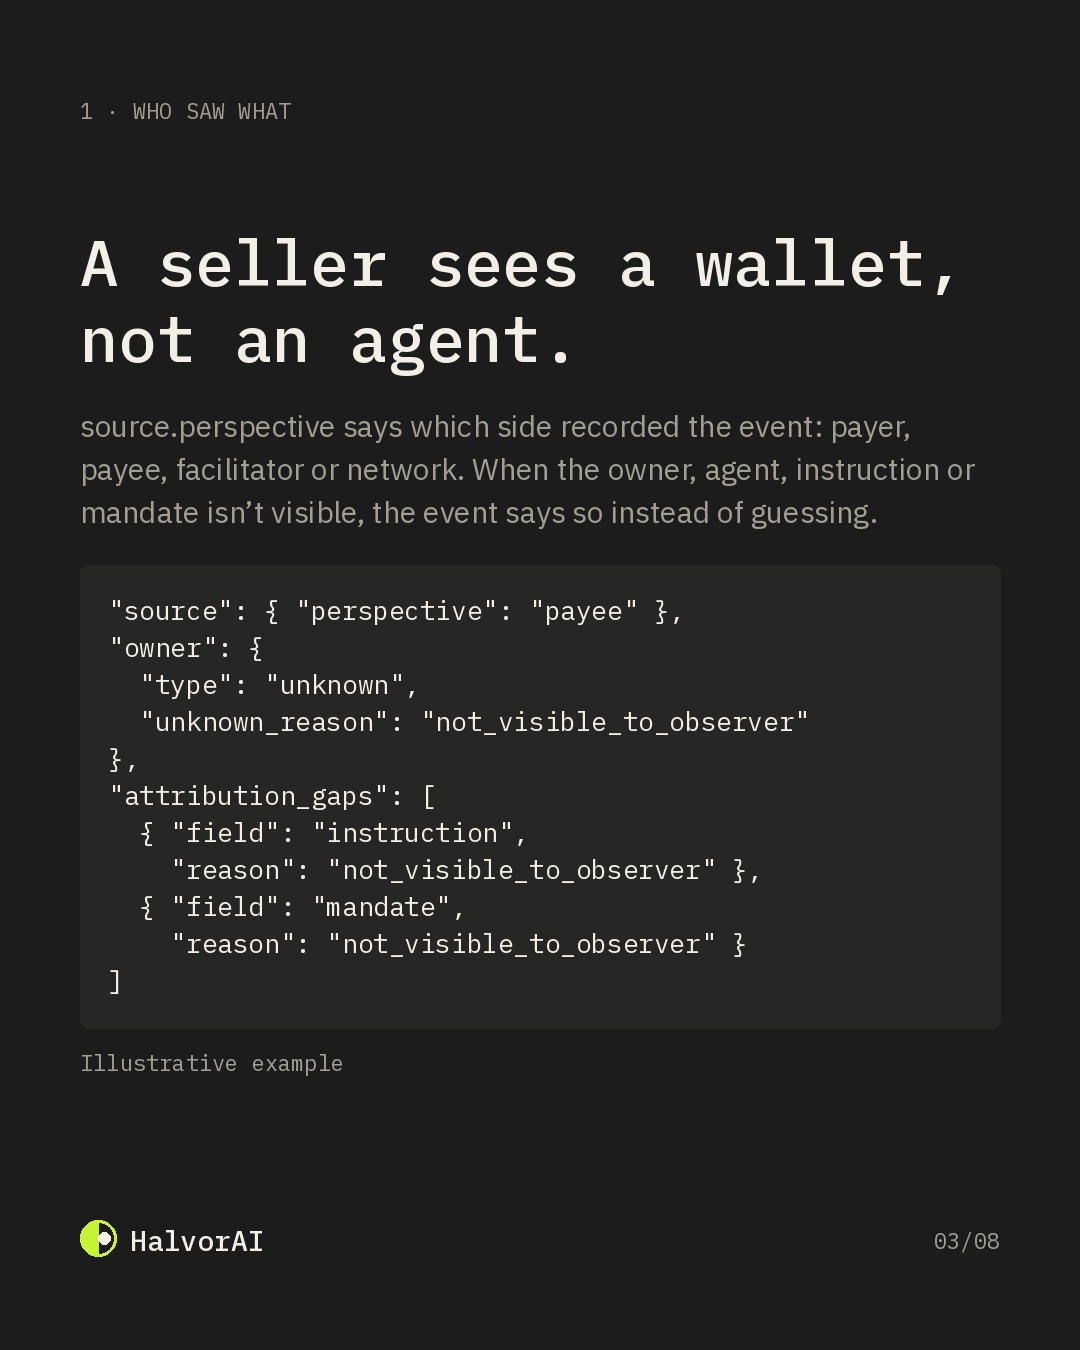 1 · WHO SAW WHAT
A seller sees a wallet,
not an agent.
source.perspective says which side recorded the event: payer,
payee, facilitator or network. When the owner, agent, instruction or
mandate isn’t visible, the event says so instead of guessing.
"source": { "perspective": "payee" },
"owner": {
  "type": "unknown",
  "unknown_reason": "not_visible_to_observer"
},
"attribution_gaps": [
  { "field": "instruction",
    "reason": "not_visible_to_observer" },
  { "field": "mandate",
    "reason": "not_visible_to_observer" }
]
Illustrative example
HalvorAI
03/08